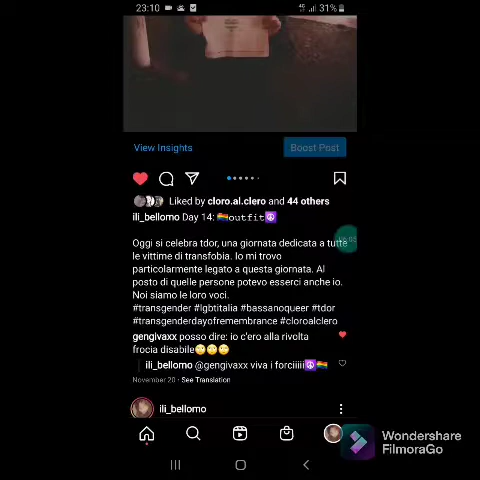 23:10
4G
31%
View Insights
Boost Post
Liked by cloro.al.clero and 44 others
ili_bellomo Day 14: 🏳️‍🌈outfit☮️
Oggi si celebra tdor, una giornata dedicata a tutte
le vittime di transfobia. Io mi trovo
particolarmente legato a questa giornata. Al
posto di quelle persone potevo esserci anche io.
Noi siamo le loro voci.
#transgender #lgbtitalia #bassanoqueer #tdor
#transgenderdayofremembrance #cloroalclero
gengivaxx posso dire: io c'ero alla rivolta
frocia disabile🙄🙄🙄
ili_bellomo @gengivaxx viva i forciiiii☮️🏳️‍🌈
November 20 · See Translation
ili_bellomo
Wondershare
FilmoraGo